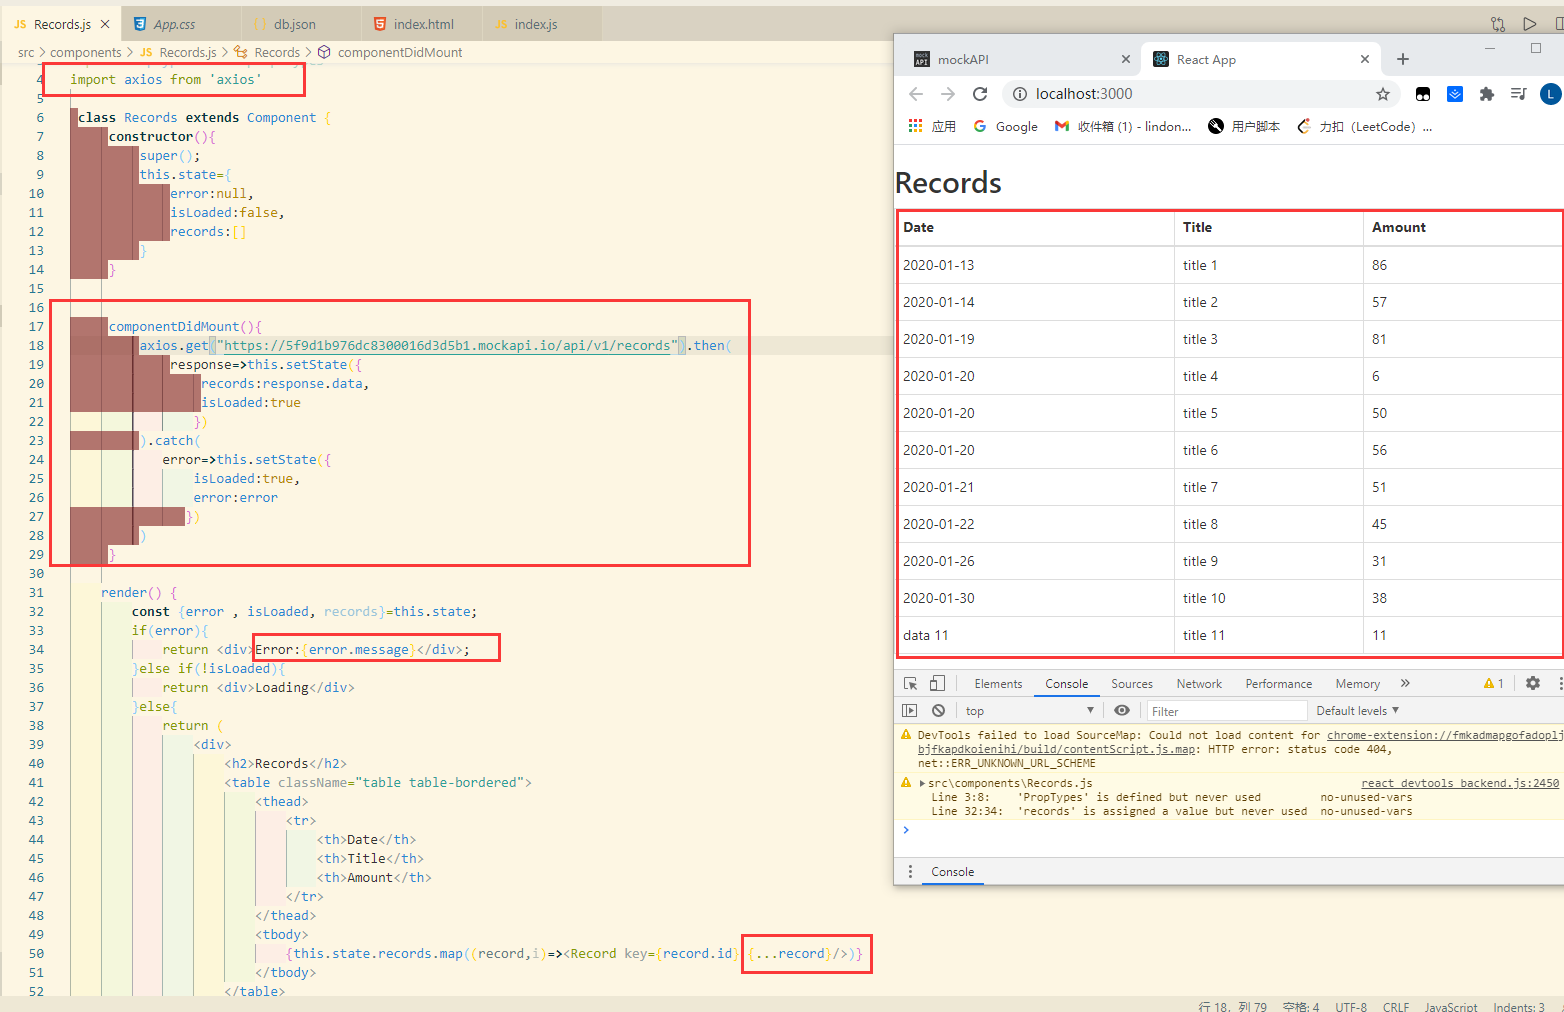 JS Records.js ×
App.css
db.json
index.html
JS index.js
src > components > JS Records.js > Records > componentDidMount
4 import axios from 'axios'
5
6 class Records extends Component {
7 constructor(){
8 super();
9 this.state={
10 error:null,
11 isLoaded:false,
12 records:[]
13 }
14 }
15
16
17 componentDidMount(){
18 axios.get("https://5f9d1b976dc8300016d3d5b1.mockapi.io/api/v1/records").then(
19 response=>this.setState({
20 records:response.data,
21 isLoaded:true
22 })
23 ).catch(
24 error=>this.setState({
25 isLoaded:true,
26 error:error
27 })
28 )
29 }
30
31 render() {
32 const {error , isLoaded, records}=this.state;
33 if(error){
34 return <div>Error:{error.message}</div>;
35 }else if(!isLoaded){
36 return <div>Loading</div>
37 }else{
38 return (
39 <div>
40 <h2>Records</h2>
41 <table className="table table-bordered">
42 <thead>
43 <tr>
44 <th>Date</th>
45 <th>Title</th>
46 <th>Amount</th>
47 </tr>
48 </thead>
49 <tbody>
50 {this.state.records.map((record,i)=><Record key={record.id} {...record}/>)}
51 </tbody>
52 </table>
mockAPI ×
React App ×
localhost:3000
L
应用
Google
收件箱 (1) - lindon...
用户脚本
力扣（LeetCode）...
Records
Date Title Amount
2020-01-13 title 1 86
2020-01-14 title 2 57
2020-01-19 title 3 81
2020-01-20 title 4 6
2020-01-20 title 5 50
2020-01-20 title 6 56
2020-01-21 title 7 51
2020-01-22 title 8 45
2020-01-26 title 9 31
2020-01-30 title 10 38
data 11 title 11 11
Elements Console Sources Network Performance Memory » 1
top Filter Default levels ▼
DevTools failed to load SourceMap: Could not load content for chrome-extension://fmkadmapgofadoplj
bjfkapdkoienihi/build/contentScript.js.map: HTTP error: status code 404,
net::ERR_UNKNOWN_URL_SCHEME
src\components\Records.js react_devtools_backend.js:2450
Line 3:8: 'PropTypes' is defined but never used no-unused-vars
Line 32:34: 'records' is assigned a value but never used no-unused-vars
Console
行 18，列 79 空格: 4 UTF-8 CRLF JavaScript Indents: 3